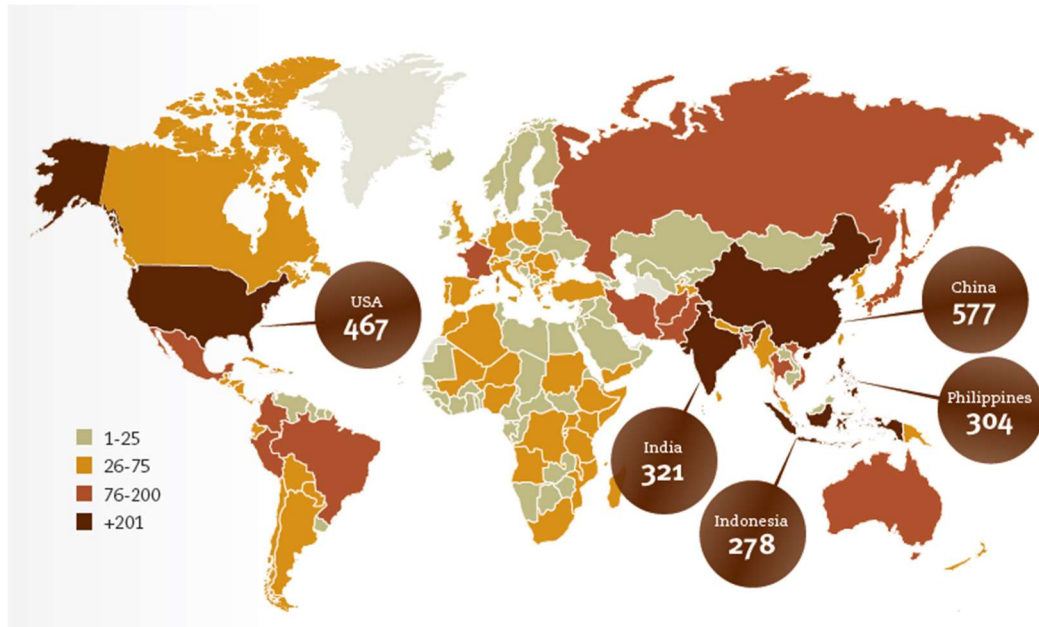 USA
467
China
577
Philippines
304
India
321
Indonesia
278
1-25
26-75
76-200
+201